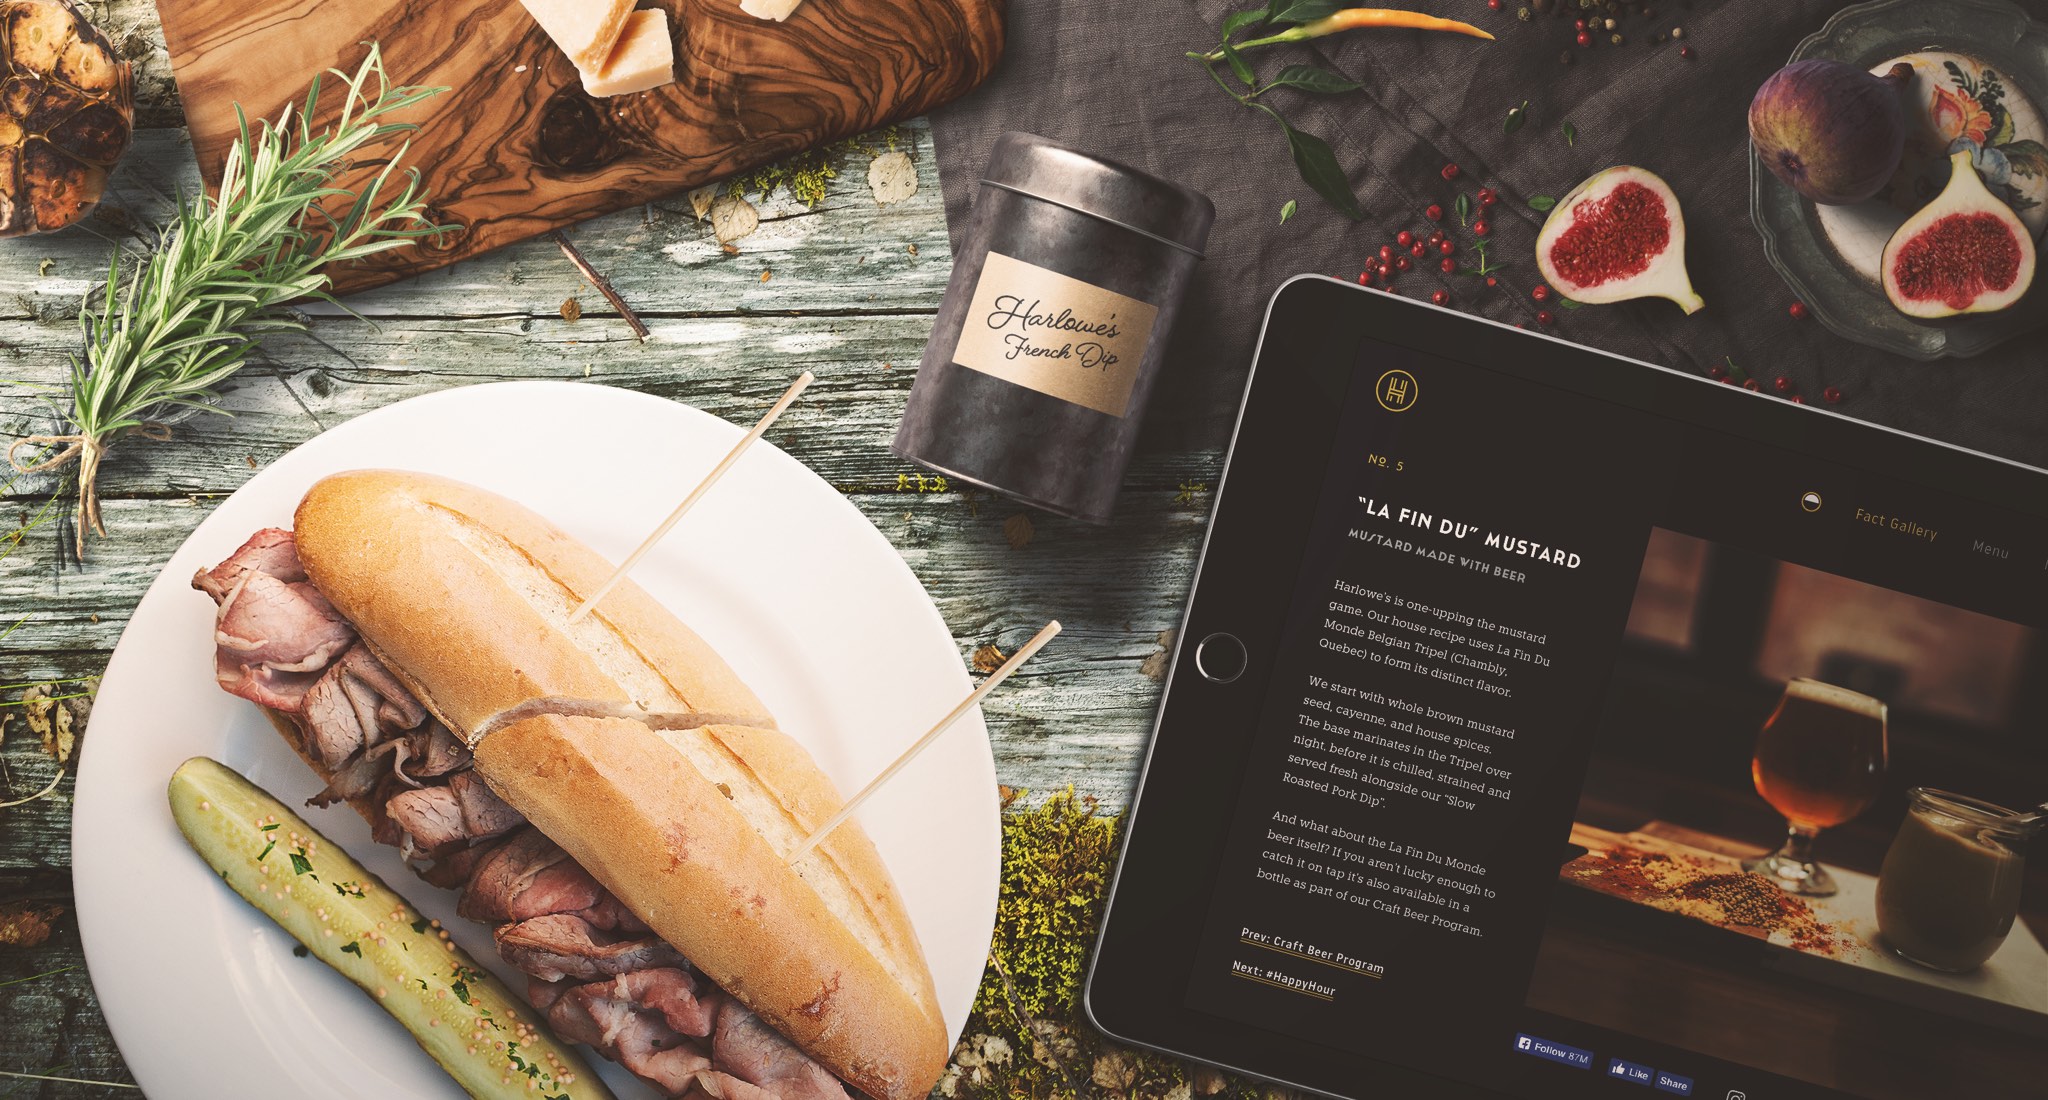 Harlowe's
French Dip
No. 5
"LA FIN DU" MUSTARD
MUSTARD MADE WITH BEER
Harlowe's is one-upping the mustard
game. Our house recipe uses La Fin Du
Monde Belgian Tripel (Chambly,
Quebec) to form its distinct flavor.
We start with whole brown mustard
seed, cayenne, and house spices.
The base marinates in the Tripel over
night, before it is chilled, strained and
served fresh alongside our "Slow
Roasted Pork Dip".
And what about the La Fin Du Monde
beer itself? If you aren't lucky enough to
catch it on tap it's also available in a
bottle as part of our Craft Beer Program.
Prev: Craft Beer Program
Next: #HappyHour
Fact Gallery
Menu
Follow 87M
Like
Share